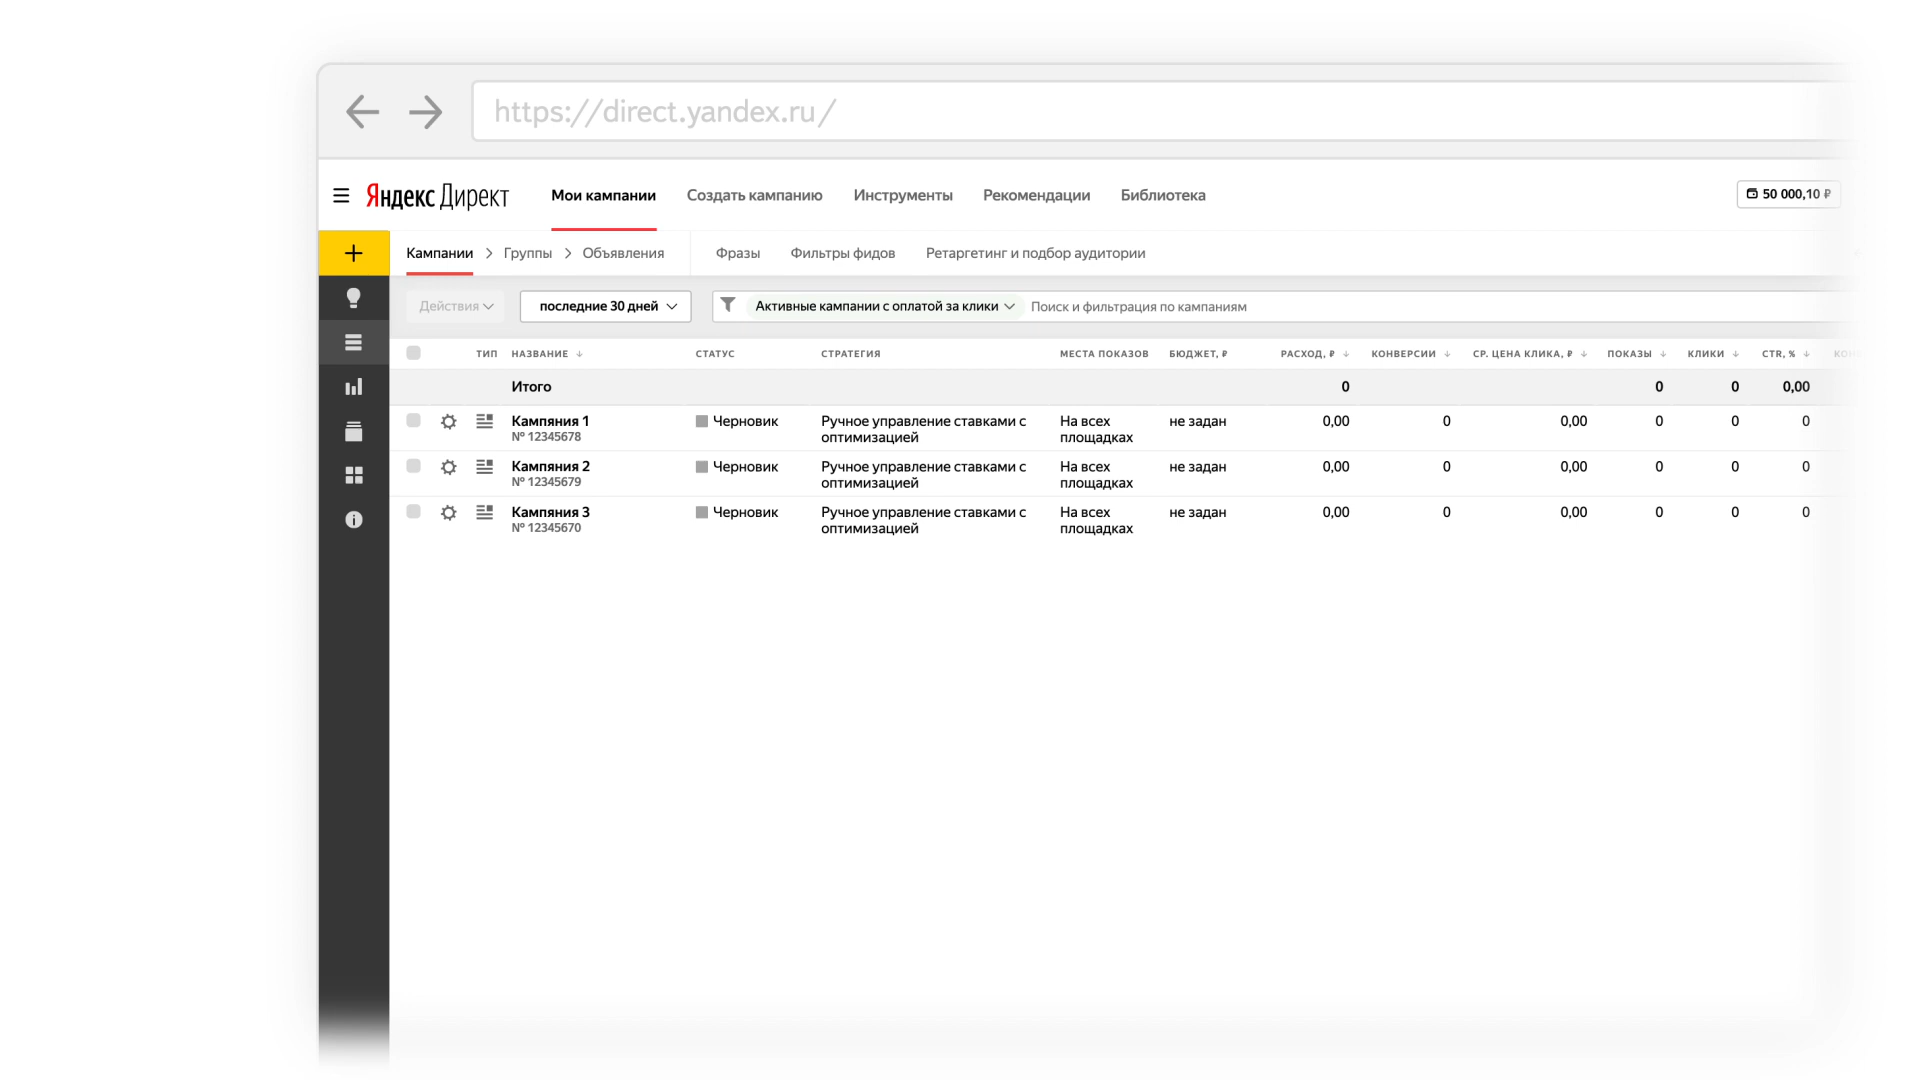 https://direct.yandex.ru/
Яндекс Директ Мои кампании Создать кампанию Инструменты Рекомендации Библиотека 50 000,10 ₽
Кампании Группы Объявления Фразы Фильтры фидов Ретаргетинг и подбор аудитории
Действия последние 30 дней Активные кампании с оплатой за клики Поиск и фильтрация по кампаниям
ТИП НАЗВАНИЕ ↓ СТАТУС СТРАТЕГИЯ МЕСТА ПОКАЗОВ БЮДЖЕТ, ₽ РАСХОД, ₽ ↓ КОНВЕРСИИ ↓ СР. ЦЕНА КЛИКА, ₽ ↓ ПОКАЗЫ ↓ КЛИКИ ↓ CTR, % ↓
Итого 0 0 0 0,00
Кампяния 1 Черновик Ручное управление ставками с На всех не задан 0,00 0 0,00 0 0 0
№ 12345678 оптимизацией площадках
Кампяния 2 Черновик Ручное управление ставками с На всех не задан 0,00 0 0,00 0 0 0
№ 12345679 оптимизацией площадках
Кампяния 3 Черновик Ручное управление ставками с На всех не задан 0,00 0 0,00 0 0 0
№ 12345670 оптимизацией площадках